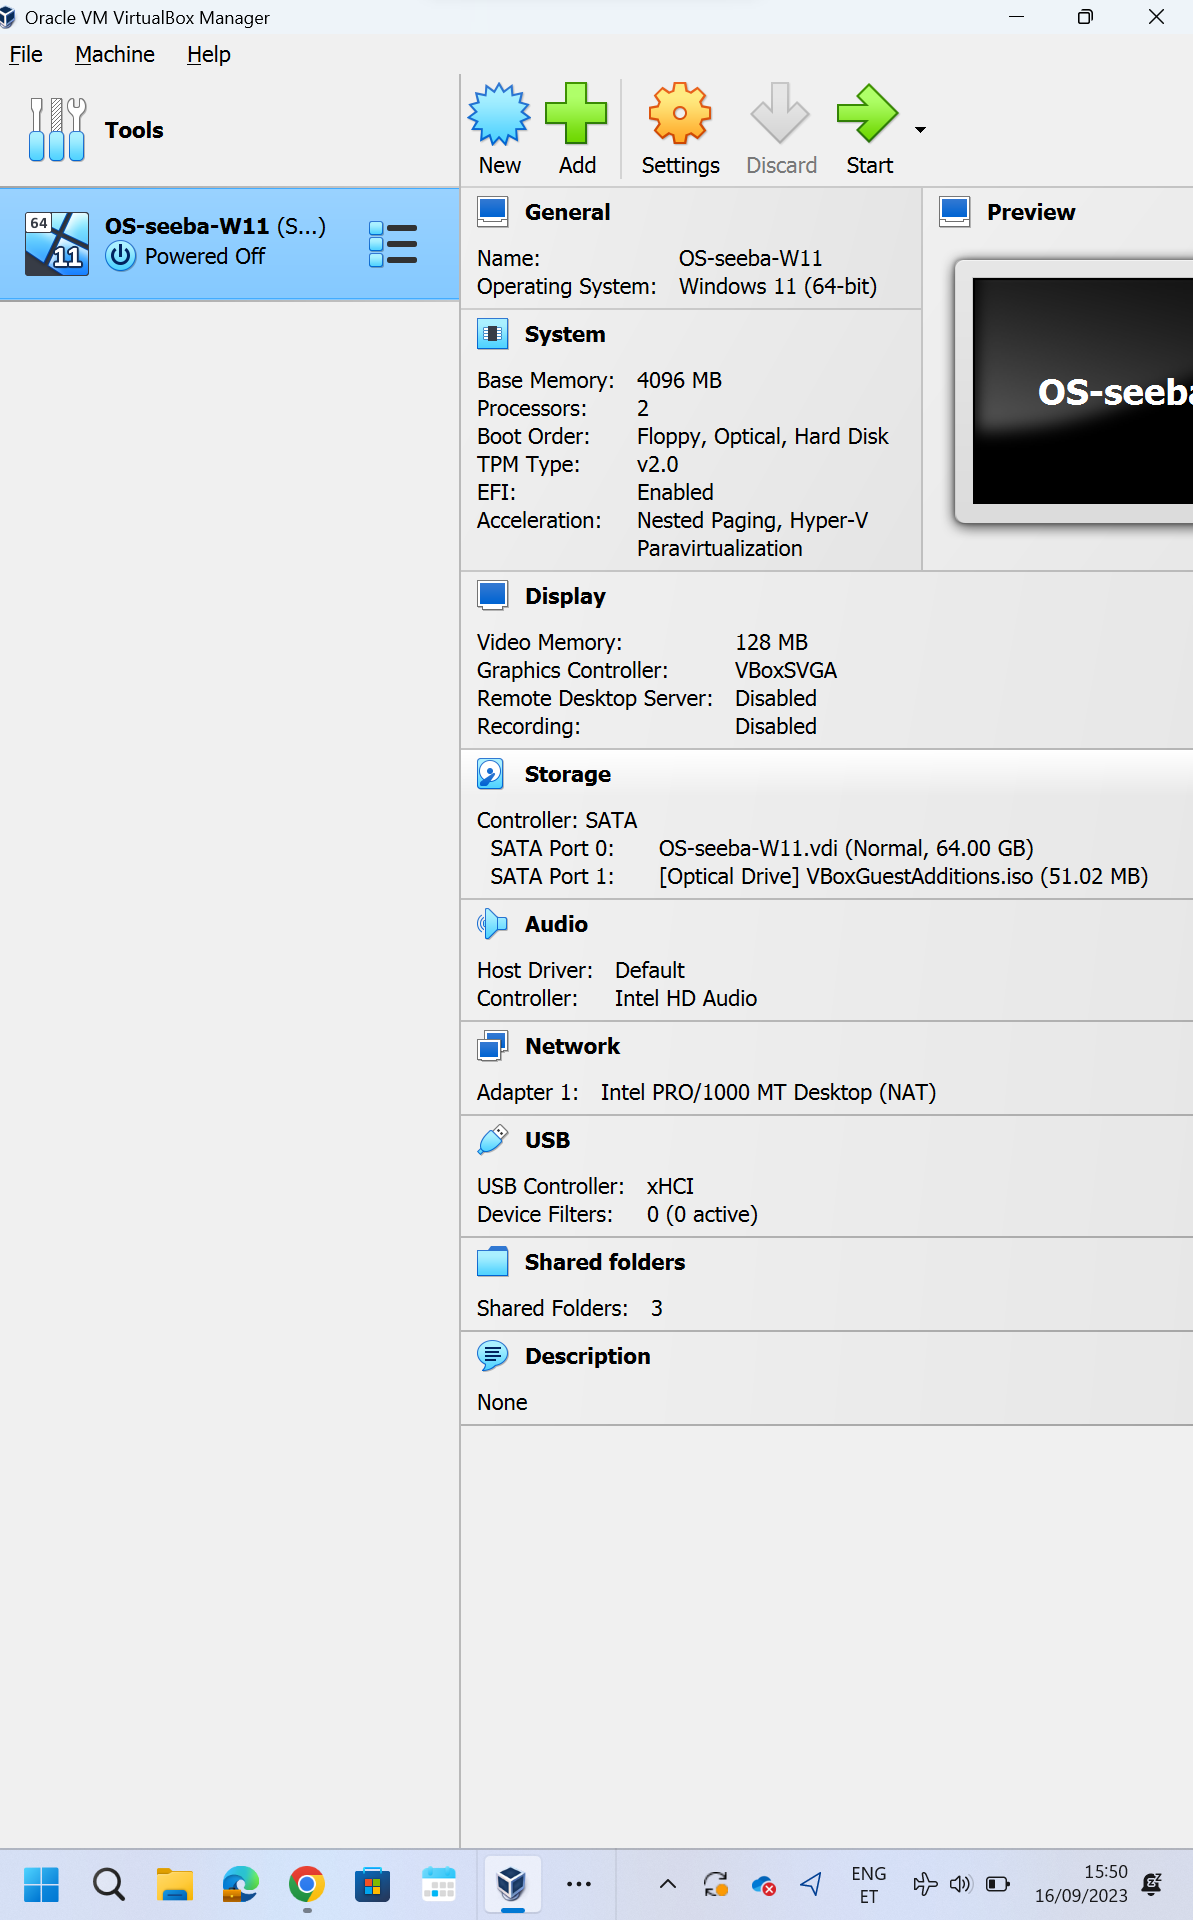 Oracle VM VirtualBox Manager
File Machine Help
Tools
New Add Settings Discard Start
64
11
OS-seeba-W11 (S...)
Powered Off
General
Name: OS-seeba-W11
Operating System: Windows 11 (64-bit)
Preview
OS-seeba
System
Base Memory: 4096 MB
Processors: 2
Boot Order: Floppy, Optical, Hard Disk
TPM Type: v2.0
EFI: Enabled
Acceleration: Nested Paging, Hyper-V
Paravirtualization
Display
Video Memory: 128 MB
Graphics Controller: VBoxSVGA
Remote Desktop Server: Disabled
Recording: Disabled
Storage
Controller: SATA
SATA Port 0: OS-seeba-W11.vdi (Normal, 64.00 GB)
SATA Port 1: [Optical Drive] VBoxGuestAdditions.iso (51.02 MB)
Audio
Host Driver: Default
Controller: Intel HD Audio
Network
Adapter 1: Intel PRO/1000 MT Desktop (NAT)
USB
USB Controller: xHCI
Device Filters: 0 (0 active)
Shared folders
Shared Folders: 3
Description
None
ENG
ET
15:50
16/09/2023